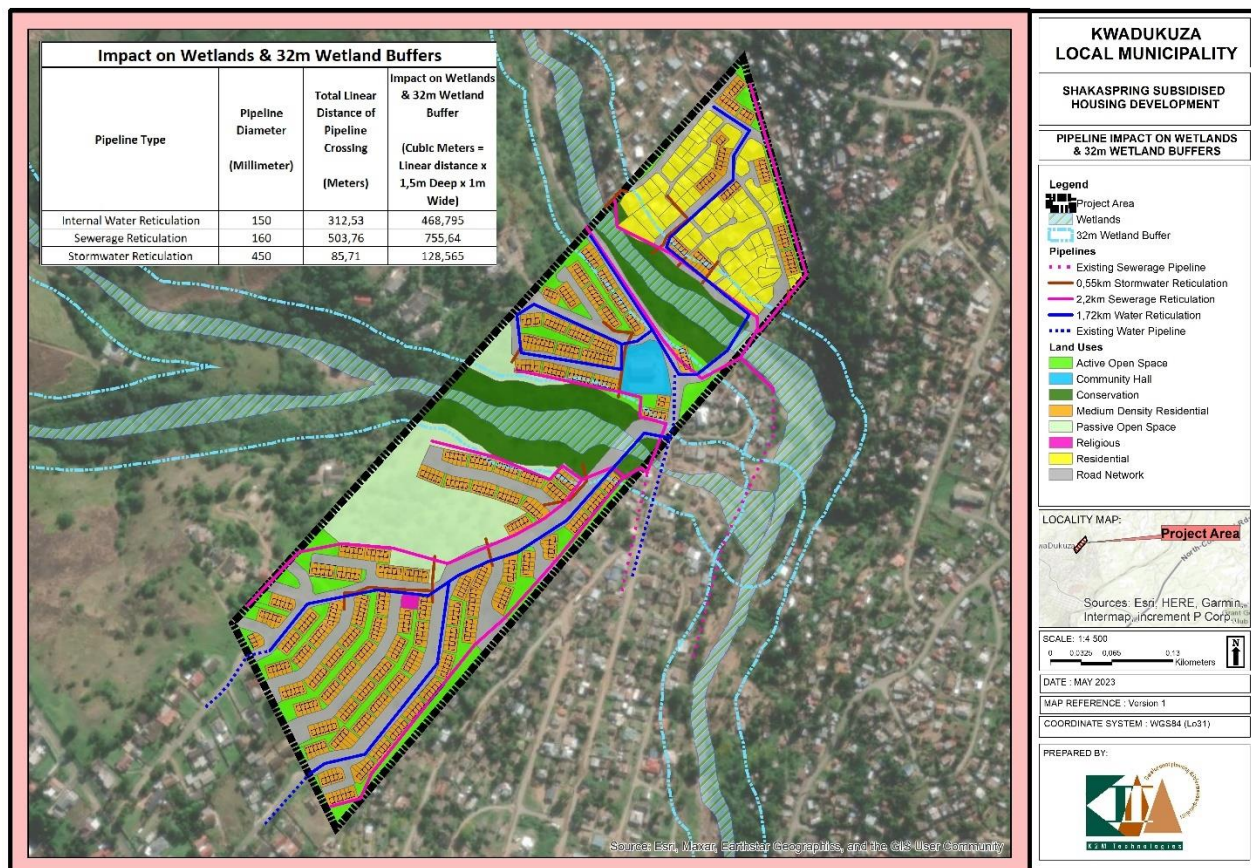 Impact on Wetlands & 32m Wetland Buffers
Pipeline Type
Pipeline
Diameter
(Millimeter)
Total Linear
Distance of
Pipeline
Crossing
(Meters)
Impact on Wetlands
& 32m Wetland
Buffer
(Cubic Meters =
Linear distance x
1,5m Deep x 1m
Wide)
Internal Water Reticulation 150 312,53 468,795
Sewerage Reticulation 160 503,76 755,64
Stormwater Reticulation 450 85,71 128,565
Source: Esri, Maxar, Earthstar Geographics, and the GIS User Community
KWADUKUZA
LOCAL MUNICIPALITY
SHAKASPRING SUBSIDISED
HOUSING DEVELOPMENT
PIPELINE IMPACT ON WETLANDS
& 32m WETLAND BUFFERS
Legend
Project Area
Wetlands
32m Wetland Buffer
Pipelines
Existing Sewerage Pipeline
0,55km Stormwater Reticulation
2,2km Sewerage Reticulation
1,72km Water Reticulation
Existing Water Pipeline
Land Uses
Active Open Space
Community Hall
Conservation
Medium Density Residential
Passive Open Space
Religious
Residential
Road Network
LOCALITY MAP:
Project Area
waDukuza
Sources: Esri, HERE, Garmin,
Intermap, increment P Corp.,
SCALE: 1:4 500
0 0.0325 0,065 0,13
Kilometers
N
DATE : MAY 2023
MAP REFERENCE : Version 1
COORDINATE SYSTEM : WGS84 (Lo31)
PREPARED BY:
K2M Technologies